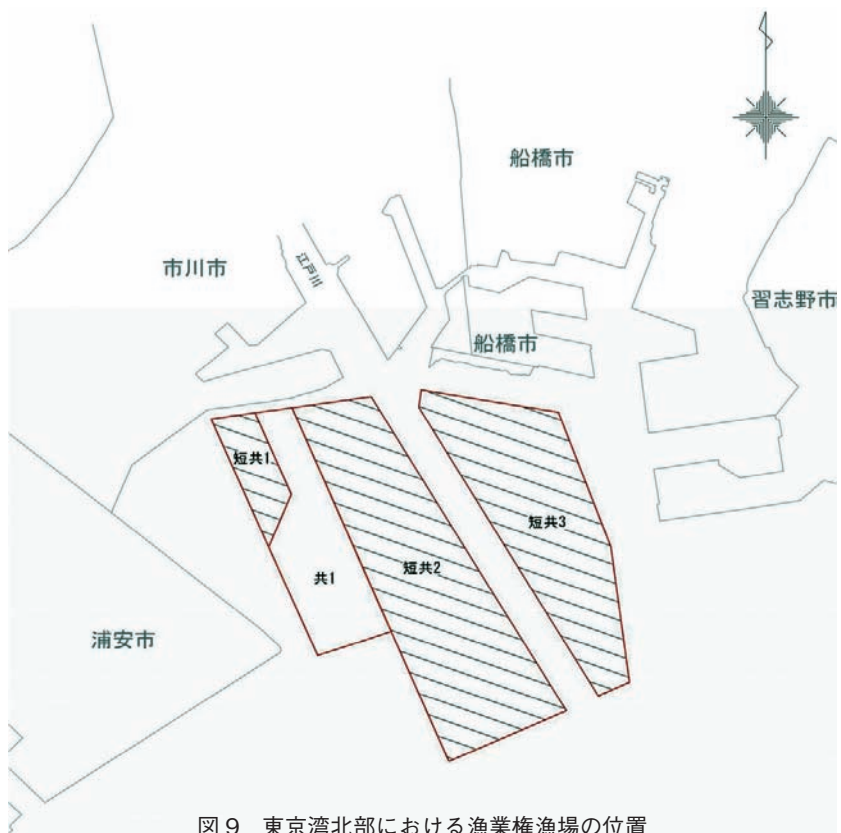 船橋市
市川市
江戸川
習志野市
船橋市
短共1
短共3
短共2
共1
浦安市
図9 東京湾北部における漁業権漁場の位置